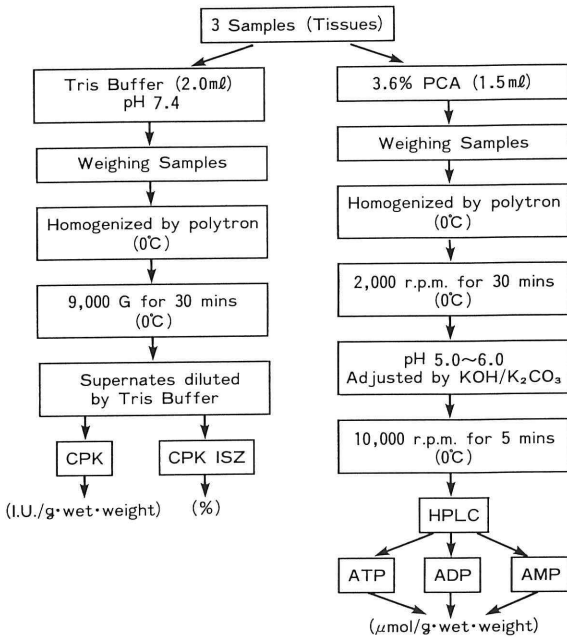 3 Samples (Tissues)
Tris Buffer (2.0mℓ)
pH 7.4
Weighing Samples
Homogenized by polytron
(0℃)
9,000 G for 30 mins
(0℃)
Supernates diluted
by Tris Buffer
CPK
CPK ISZ
(I.U./g·wet·weight)
(%)
3.6% PCA (1.5mℓ)
Weighing Samples
Homogenized by polytron
(0℃)
2,000 r.p.m. for 30 mins
(0℃)
pH 5.0~6.0
Adjusted by KOH/K₂CO₃
10,000 r.p.m. for 5 mins
(0℃)
HPLC
ATP
ADP
AMP
(μmol/g·wet·weight)